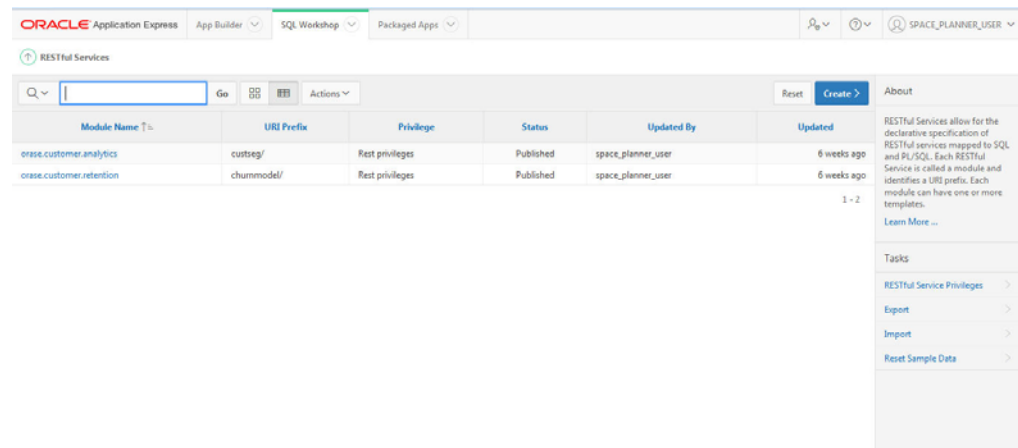 ORACLE Application Express App Builder SQL Workshop Packaged Apps SPACE_PLANNER_USER
RESTful Services
Go Actions Reset Create >
Module Name URI Prefix Privilege Status Updated By Updated
orase.customer.analytics custseg/ Rest privileges Published space_planner_user 6 weeks ago
orase.customer.retention churnmodel/ Rest privileges Published space_planner_user 6 weeks ago
1 - 2
About
RESTful Services allow for the
declarative specification of
RESTful services mapped to SQL
and PL/SQL. Each RESTful
Service is called a module and
identifies a URI prefix. Each
module can have one or more
templates.
Learn More ...
Tasks
RESTful Service Privileges
Export
Import
Reset Sample Data